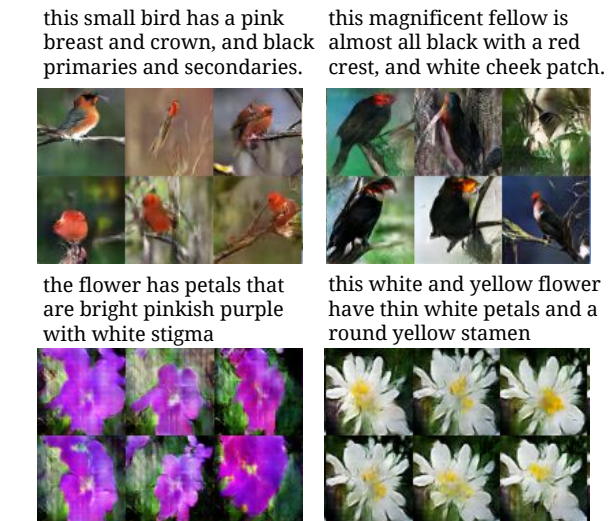 this small bird has a pink
breast and crown, and black
primaries and secondaries.
this magnificent fellow is
almost all black with a red
crest, and white cheek patch.
the flower has petals that
are bright pinkish purple
with white stigma
this white and yellow flower
have thin white petals and a
round yellow stamen